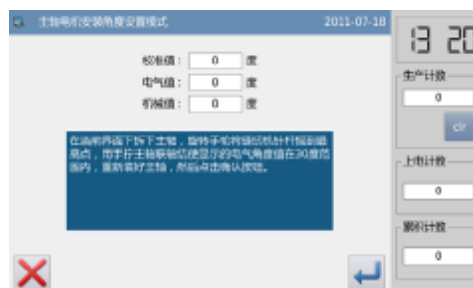 主轴电机安装角度设置模式 2011-07-18
13 20
校准值： 0 度
生产计数
电气值： 0 度
0
机械值： 0 度
clr
在当前界面下拆下主轴，旋转手轮将缝纫机针杆摇到最
高点，用手拧主轴联轴位使显示的电气角度值在30度范
围内，重新装好主轴，然后点击确认按钮。
上电计数
0
累积计数
0